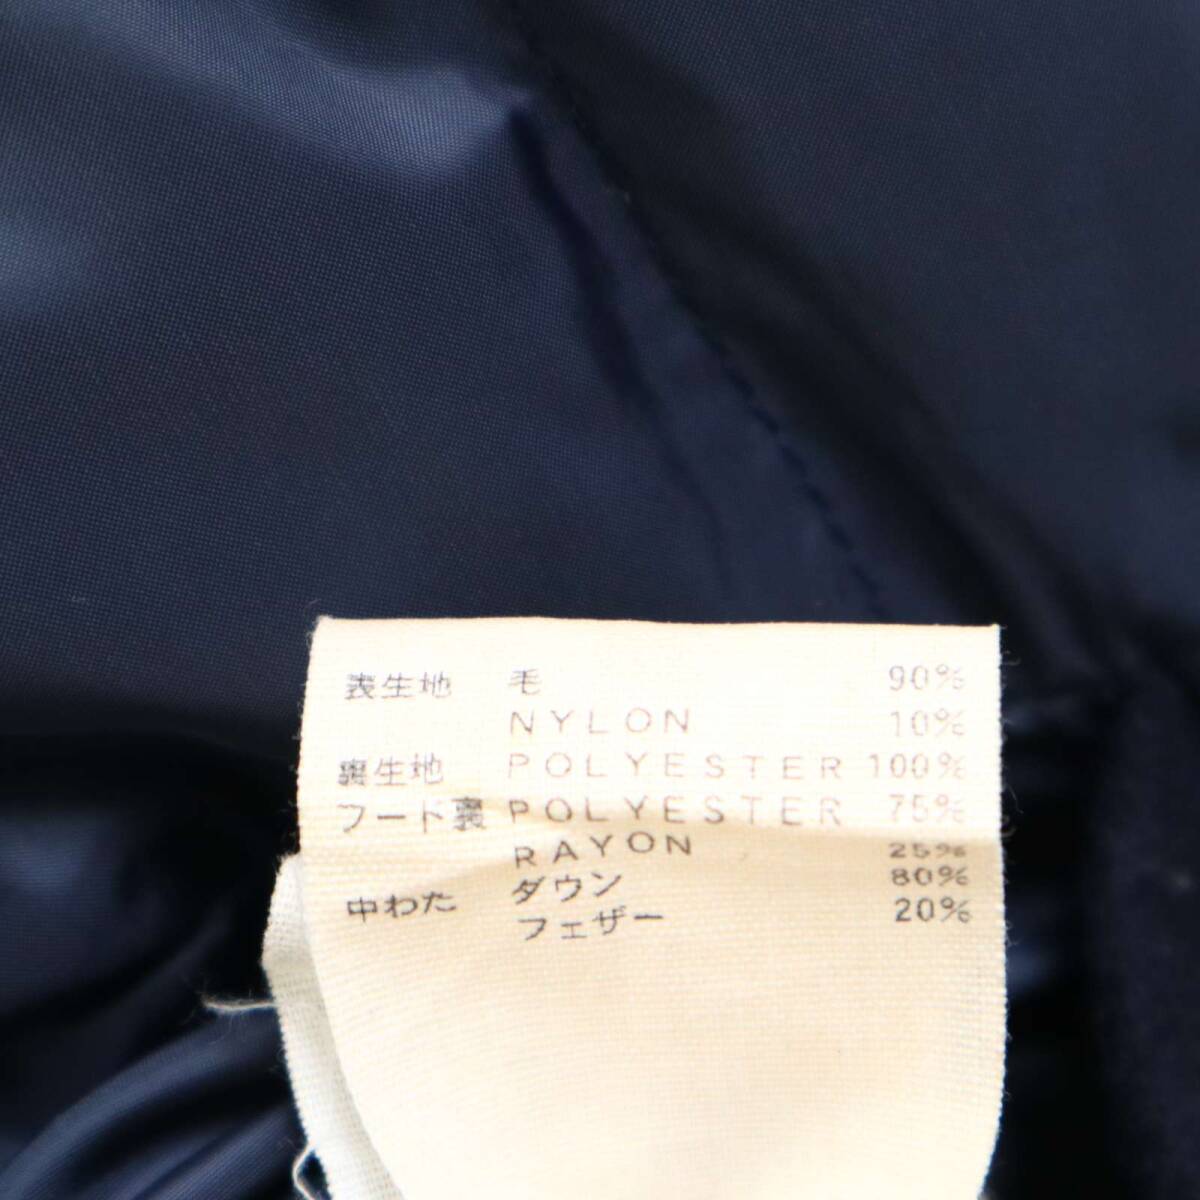 表生地 毛 90%
NYLON 10%
裏生地 POLYESTER 100%
フード裏 POLYESTER 75%
RAYON 25%
中わた ダウン 80%
フェザー 20%